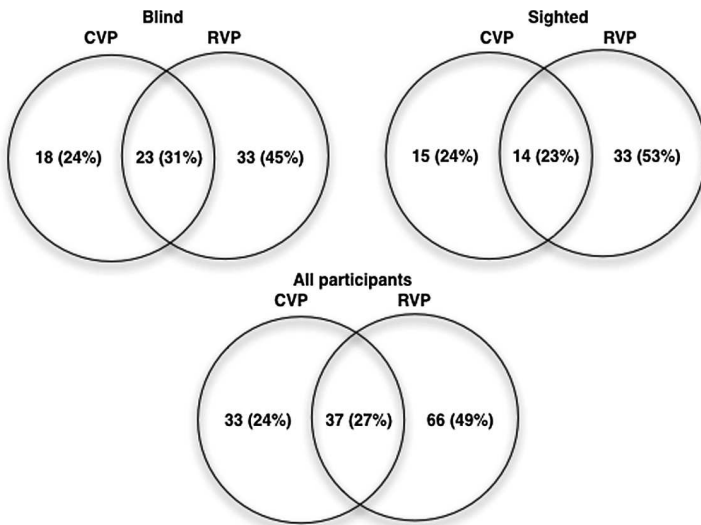 Blind
CVP RVP
18 (24%) 23 (31%) 33 (45%)
Sighted
CVP RVP
15 (24%) 14 (23%) 33 (53%)
All participants
CVP RVP
33 (24%) 37 (27%) 66 (49%)